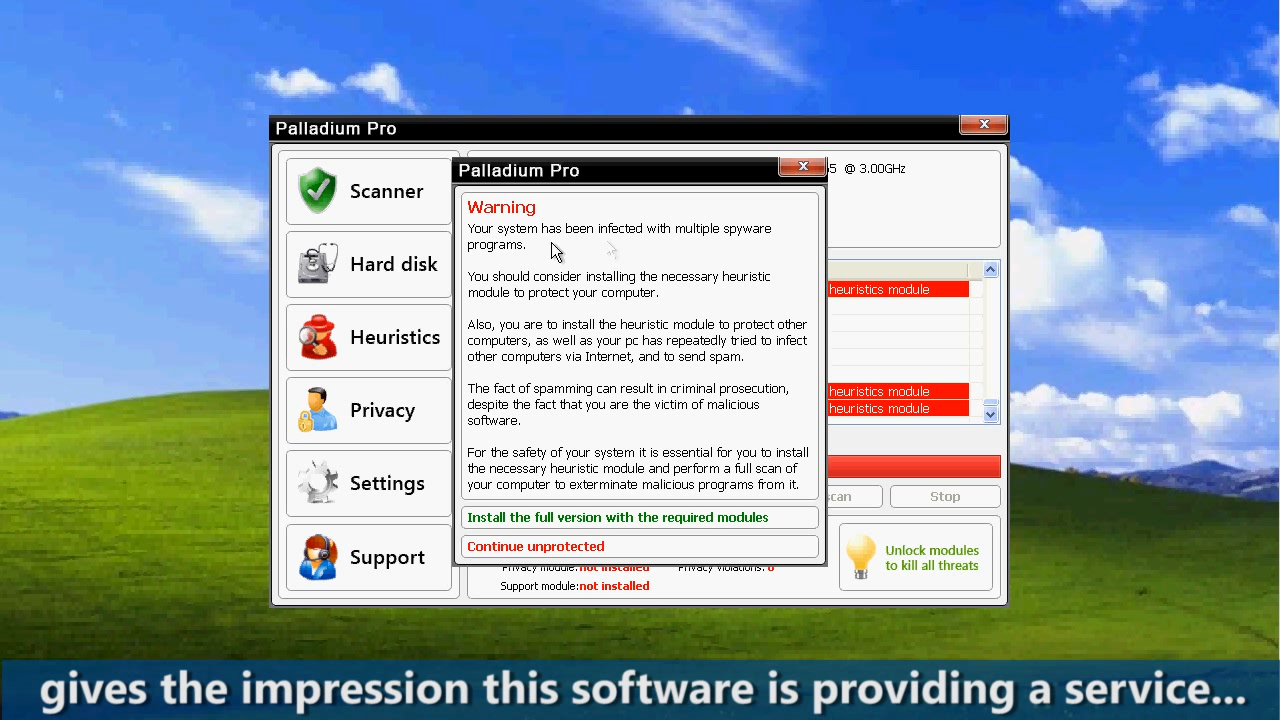 Palladium Pro
5 @ 3.00GHz
Scanner
Hard disk
Heuristics
Privacy
Settings
Support
Palladium Pro
Warning
Your system has been infected with multiple spyware
programs.
You should consider installing the necessary heuristic
module to protect your computer.
Also, you are to install the heuristic module to protect other
computers, as well as your pc has repeatedly tried to infect
other computers via Internet, and to send spam.
The fact of spamming can result in criminal prosecution,
despite the fact that you are the victim of malicious
software.
For the safety of your system it is essential for you to install
the necessary heuristic module and perform a full scan of
your computer to exterminate malicious programs from it.
Install the full version with the required modules
Continue unprotected
heuristics module
heuristics module
heuristics module
scan
Stop
Privacy module: not installed
Privacy violations: 0
Support module: not installed
Unlock modules
to kill all threats
gives the impression this software is providing a service...